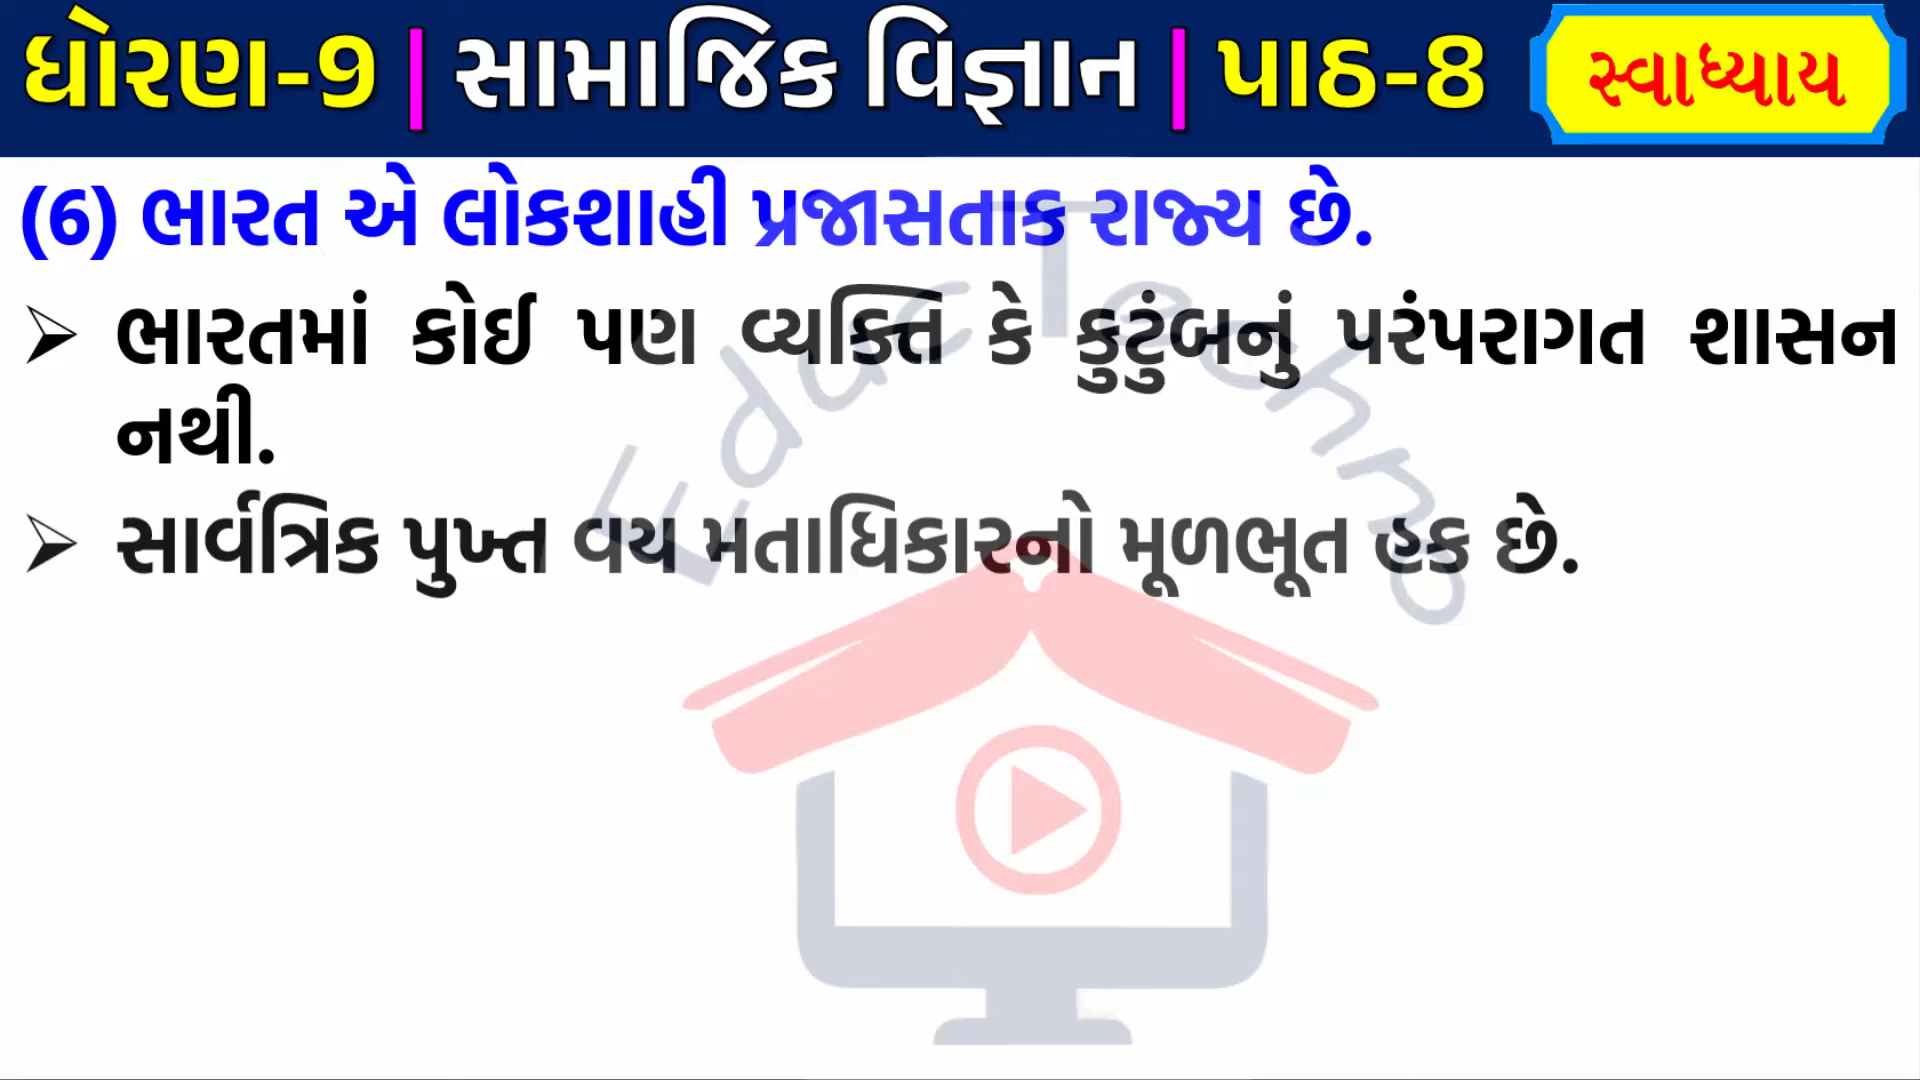 ધોરણ-9 | સામાજિક વિજ્ઞાન | પાઠ-8 સ્વાધ્યાય
(6) ભારત એ લોકશાહી પ્રજાસતાક રાજ્ય છે.
➢ ભારતમાં કોઈ પણ વ્યક્તિ કે કુટુંબનું પરંપરાગત શાસન
નથી.
➢ સાર્વત્રિક પુખ્ત વય મતાધિકારનો મૂળભૂત હક છે.
EducTechno